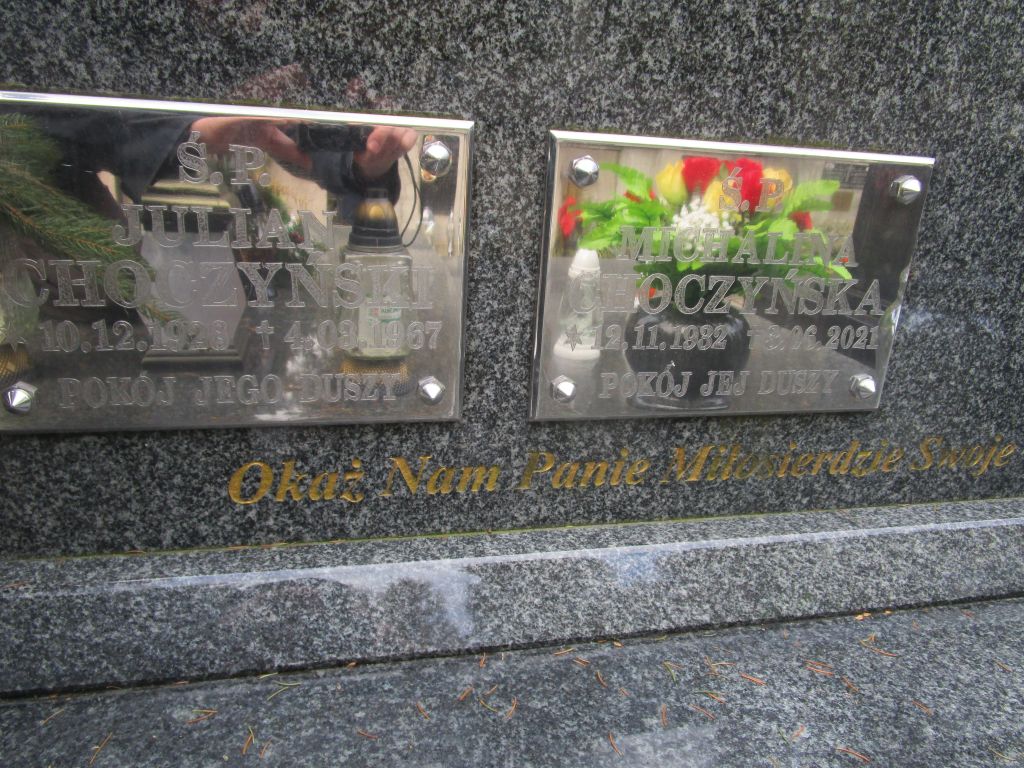 Ś.P.
JULIAN
CHOCZYŃSKI
10.12.1928 † 4.03.1967
POKÓJ JEGO DUSZY
Ś.P.
MICHALINA
CHOCZYŃSKA
★12.11.1932 †3.06.2021
POKÓJ JEJ DUSZY
Okaż Nam Panie Miłosierdzie Swoje